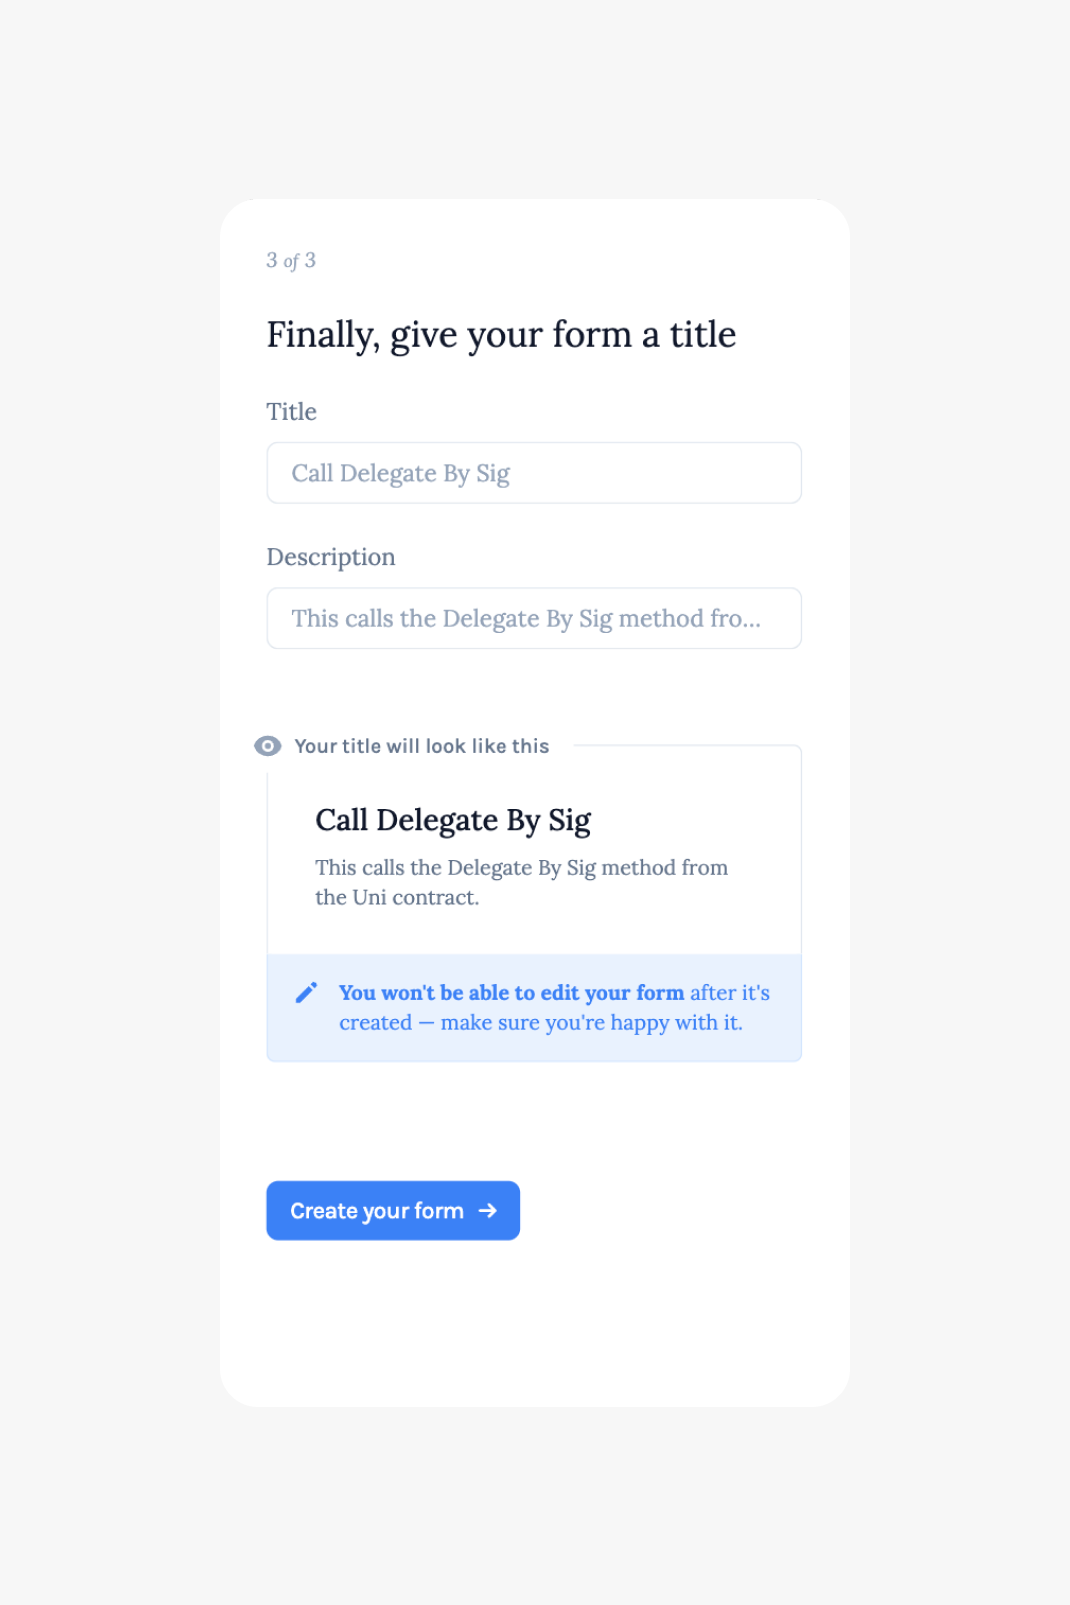 3 of 3
Finally, give your form a title
Title
Call Delegate By Sig
Description
This calls the Delegate By Sig method fro...
Your title will look like this
Call Delegate By Sig
This calls the Delegate By Sig method from
the Uni contract.
You won't be able to edit your form after it's
created — make sure you're happy with it.
Create your form →